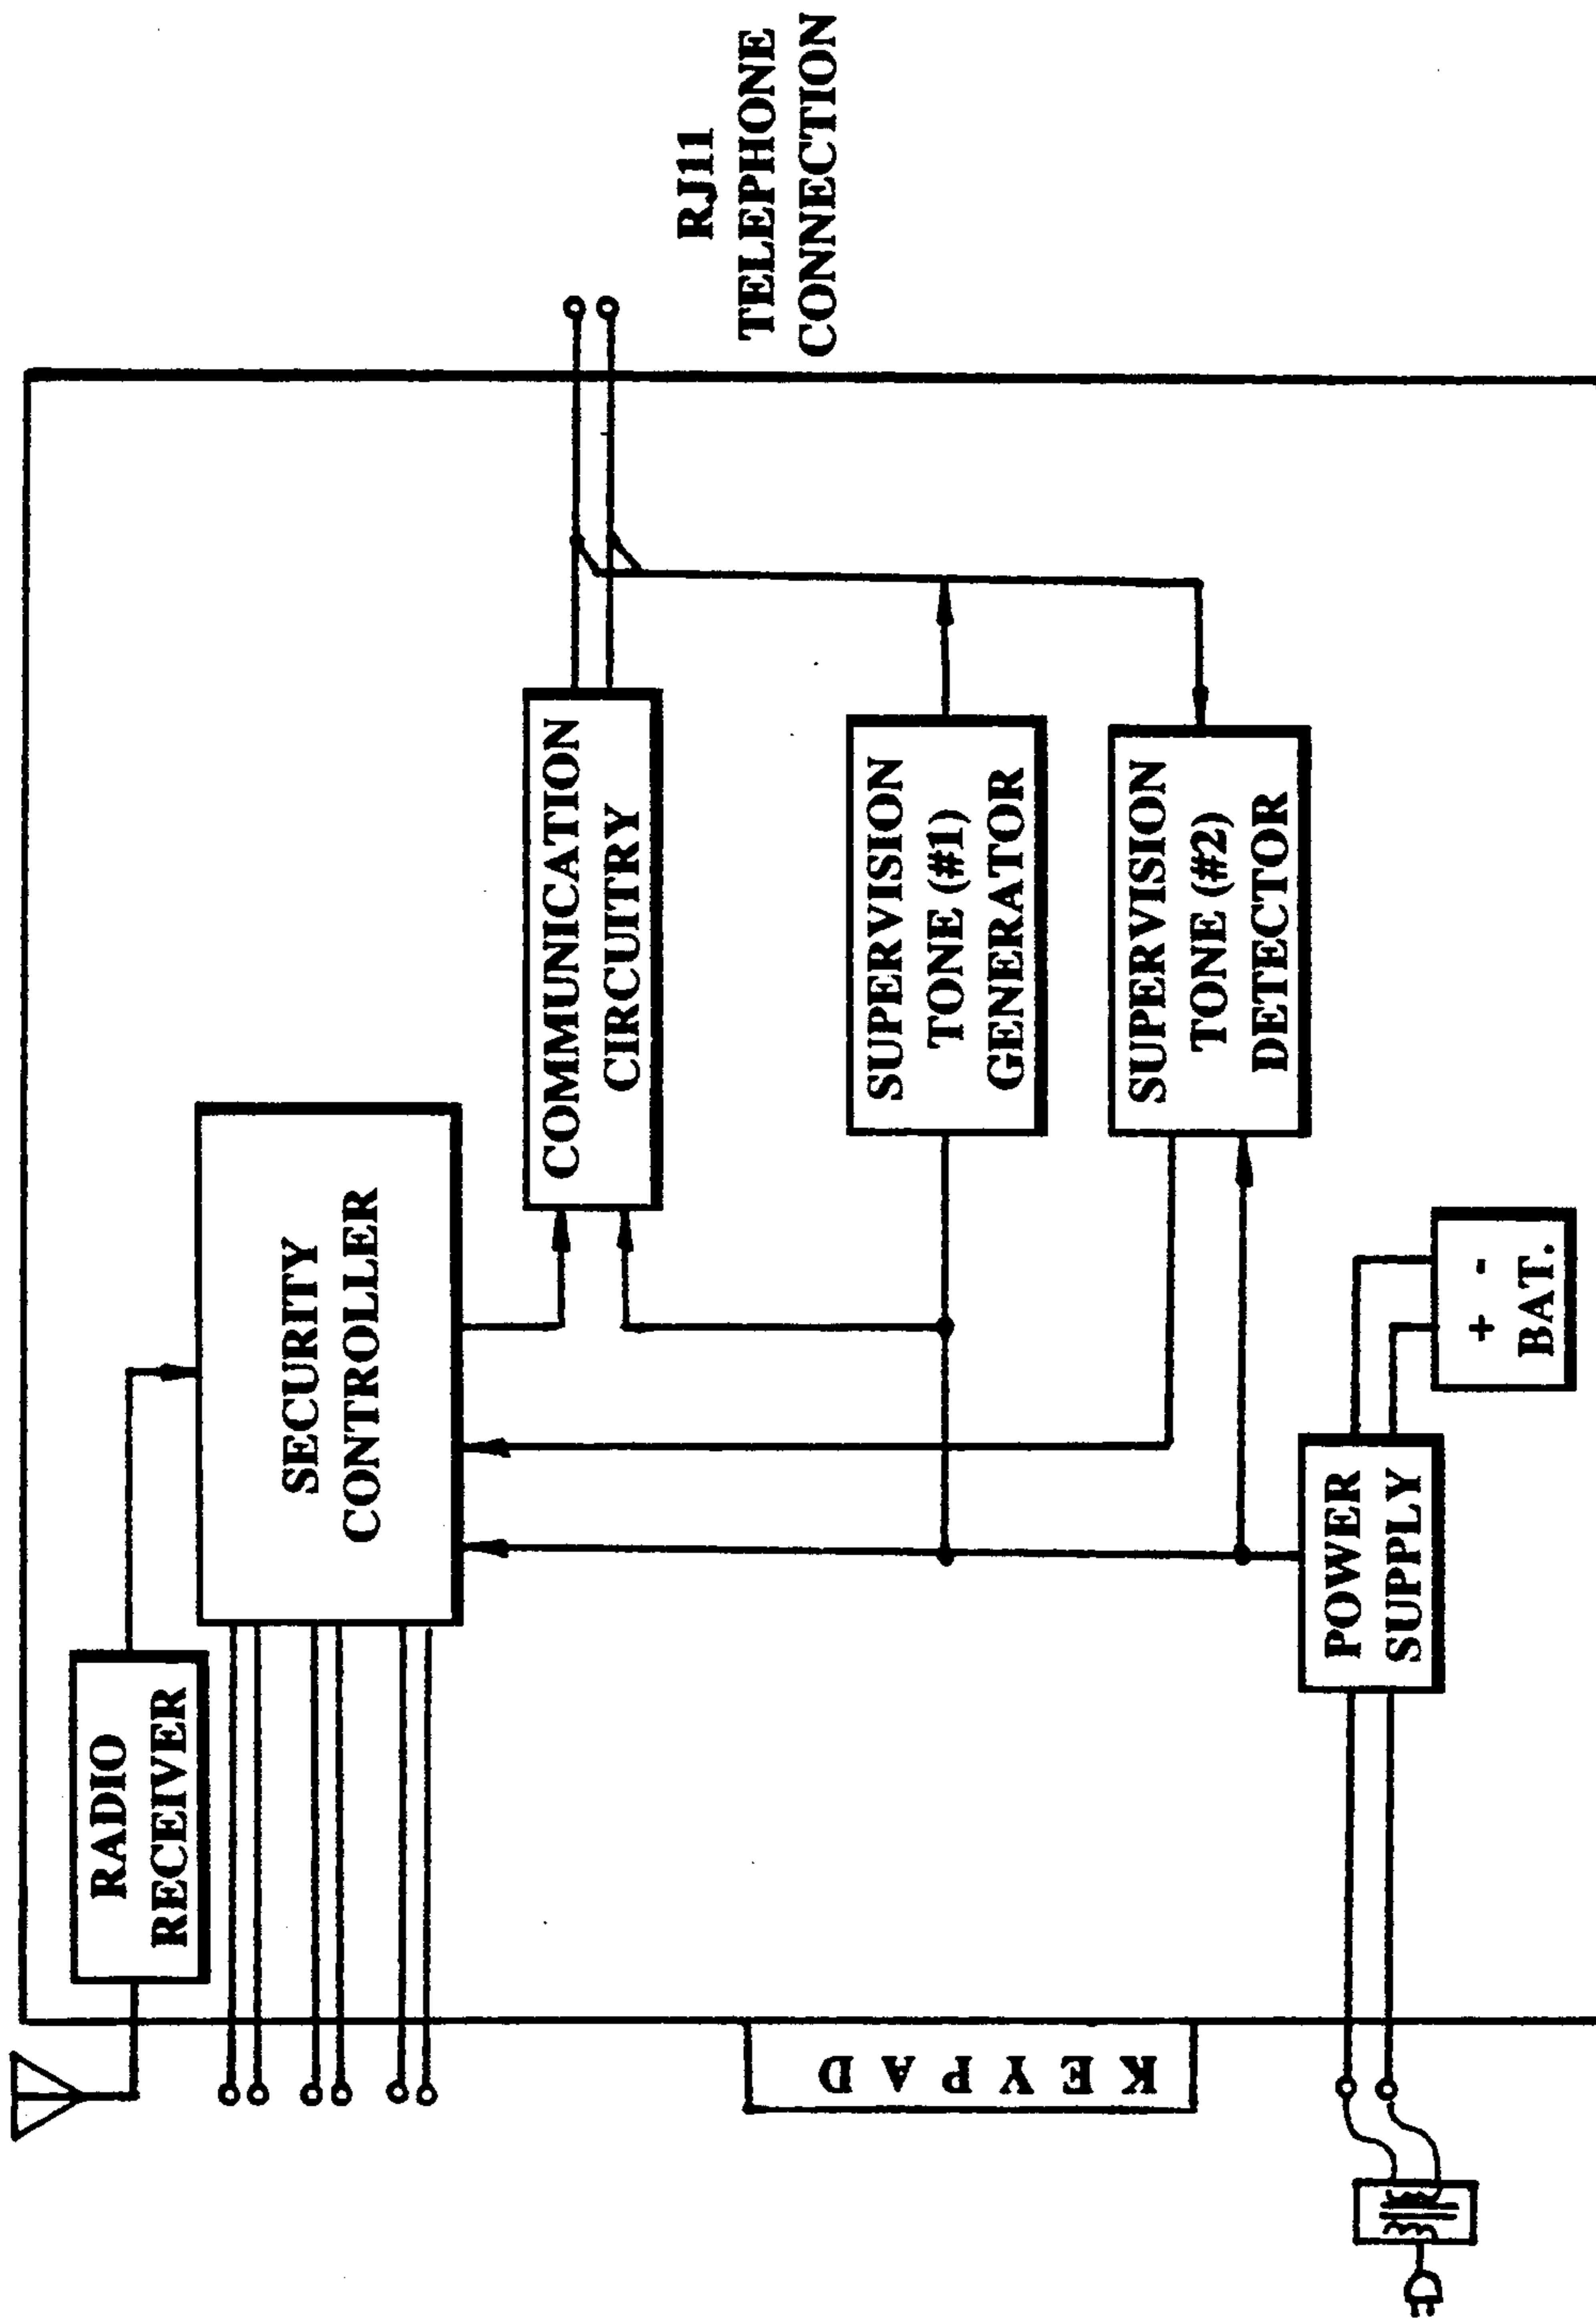 RADIO
RECEIVER
SECURITY
CONTROLLER
COMMUNICATION
CIRCUITRY
RJ11
TELEPHONE
CONNECTION
KEYPAD
SUPERVISION
TONE (#1)
GENERATOR
SUPERVISION
TONE (#2)
DETECTOR
POWER
SUPPLY
+ -
BAT.